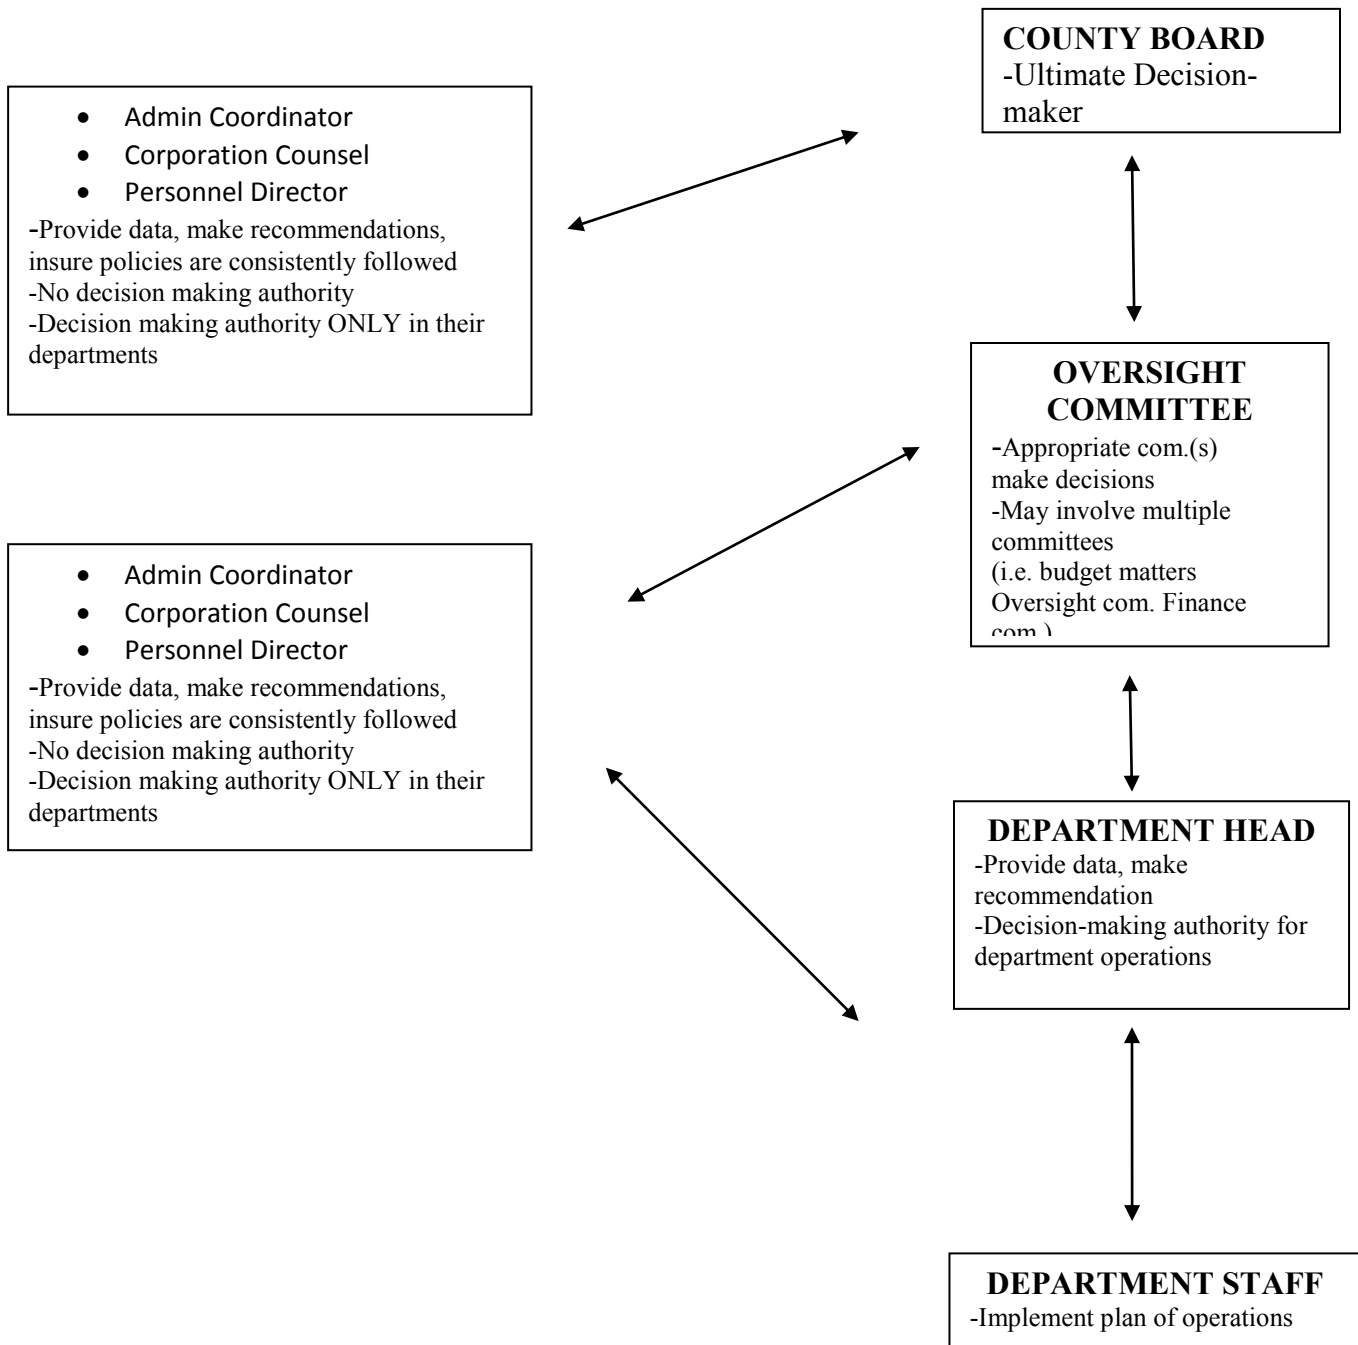 COUNTY BOARD
-Ultimate Decision-
maker
• Admin Coordinator
• Corporation Counsel
• Personnel Director
-Provide data, make recommendations,
insure policies are consistently followed
-No decision making authority
-Decision making authority ONLY in their
departments
OVERSIGHT
COMMITTEE
-Appropriate com.(s)
make decisions
-May involve multiple
committees
(i.e. budget matters
Oversight com. Finance
com.)
• Admin Coordinator
• Corporation Counsel
• Personnel Director
-Provide data, make recommendations,
insure policies are consistently followed
-No decision making authority
-Decision making authority ONLY in their
departments
DEPARTMENT HEAD
-Provide data, make
recommendation
-Decision-making authority for
department operations
DEPARTMENT STAFF
-Implement plan of operations